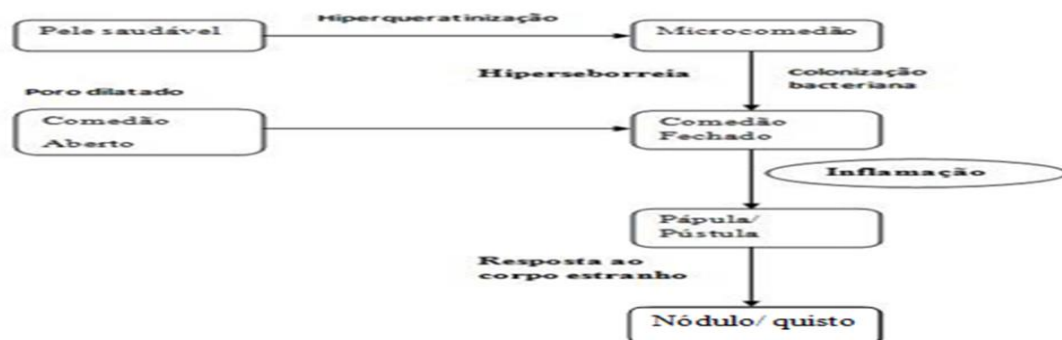 Hiperqueratinização
Pele saudável
Microcomedão
Hiperseborreia
Colonização
bacteriana
Poro dilatado
Comedão
Aberto
Comedão
Fechado
Inflamação
Pápula/
Pústula
Resposta ao
corpo estranho
Nódulo/ quisto